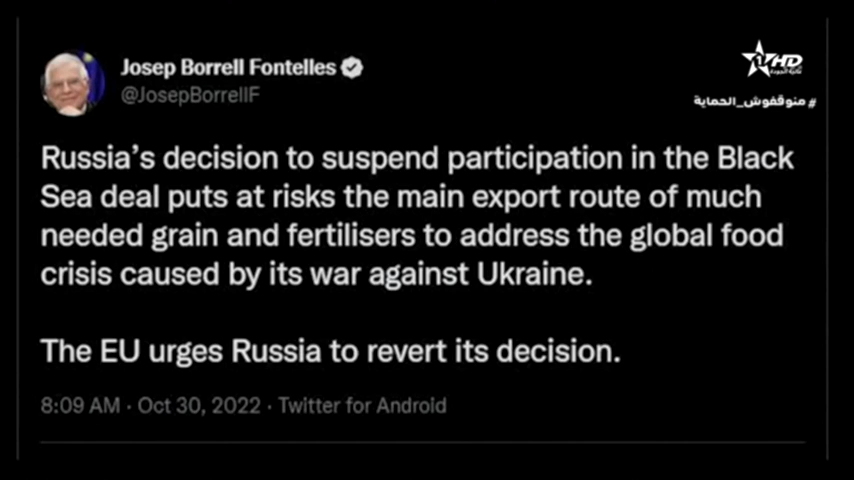 Josep Borrell Fontelles
@JosepBorrellF
HD
#منوقفوش_الحماية
Russia's decision to suspend participation in the Black
Sea deal puts at risks the main export route of much
needed grain and fertilisers to address the global food
crisis caused by its war against Ukraine.
The EU urges Russia to revert its decision.
8:09 AM · Oct 30, 2022 · Twitter for Android